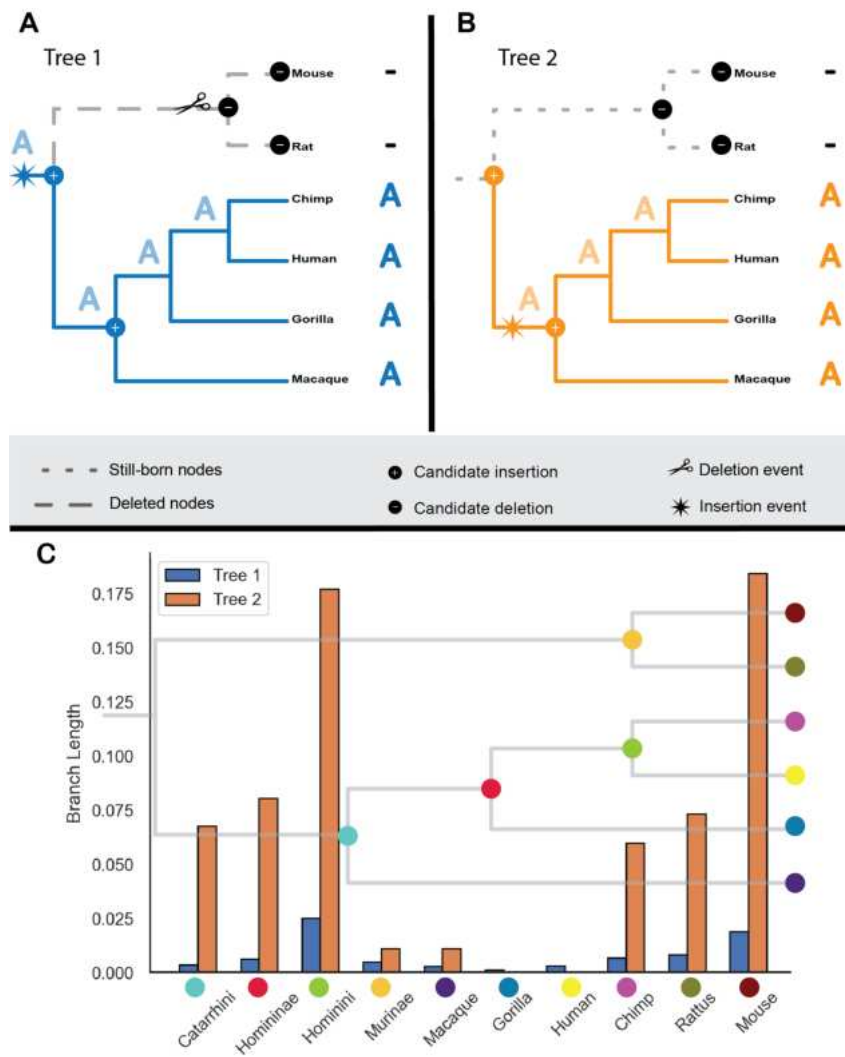 A
Tree 1
Mouse -
A
Rat -
A
Chimp A
A
Human A
A
Gorilla A
Macaque A
B
Tree 2
Mouse -
Rat -
A
Chimp A
A
Human A
A
Gorilla A
Macaque A
Still-born nodes
Candidate insertion
Deletion event
Deleted nodes
Candidate deletion
Insertion event
C
Tree 1
Tree 2
Branch Length
0.175
0.150
0.125
0.100
0.075
0.050
0.025
0.000
Catarrhini
Homininae
Hominini
Murinae
Macaque
Gorilla
Human
Chimp
Rattus
Mouse